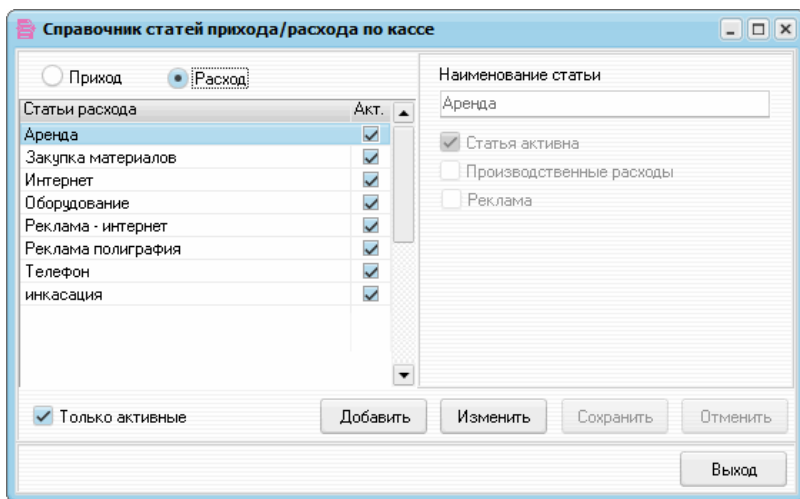 Справочник статей прихода/расхода по кассе
Приход Расход
Статьи расхода Акт.
Аренда
Закупка материалов
Интернет
Оборудование
Реклама - интернет
Реклама полиграфия
Телефон
инкасация
Наименование статьи
Аренда
Статья активна
Производственные расходы
Реклама
Только активные
Добавить Изменить Сохранить Отменить
Выход